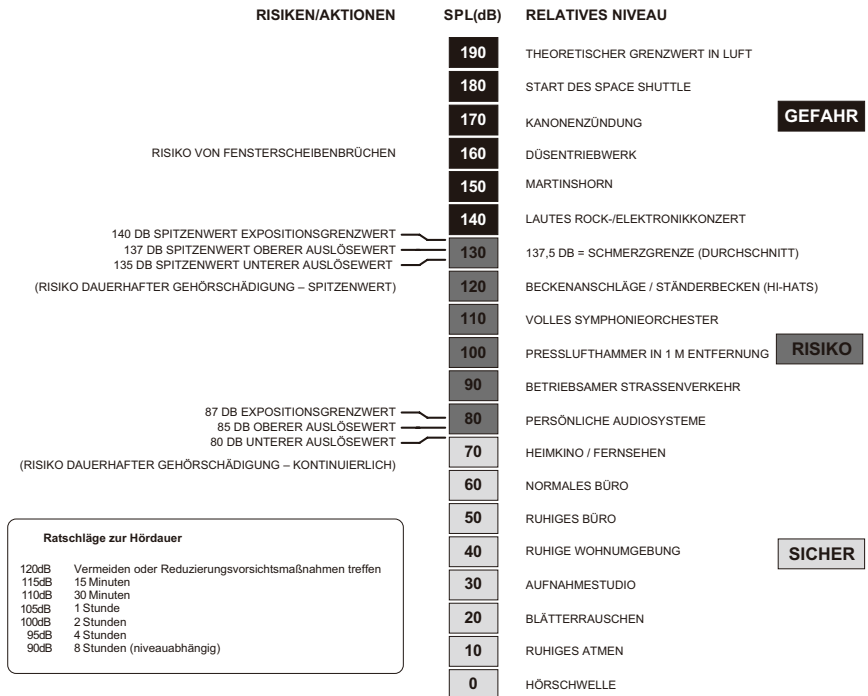 RISIKEN/AKTIONEN SPL(dB) RELATIVES NIVEAU
190 THEORETISCHER GRENZWERT IN LUFT
180 START DES SPACE SHUTTLE
170 KANONENZÜNDUNG
GEFAHR
RISIKO VON FENSTERSCHEIBENBRÜCHEN 160 DÜSENTRIEBWERK
150 MARTINSHORN
140 LAUTES ROCK-/ELEKTRONIKKONZERT
140 DB SPITZENWERT EXPOSITIONSGRENZWERT
137 DB SPITZENWERT OBERER AUSLÖSEWERT
135 DB SPITZENWERT UNTERER AUSLÖSEWERT
130 137,5 DB = SCHMERZGRENZE (DURCHSCHNITT)
(RISIKO DAUERHAFTER GEHÖRSCHÄDIGUNG – SPITZENWERT) 120 BECKENANSCHLÄGE / STÄNDERBECKEN (HI-HATS)
110 VOLLES SYMPHONIEORCHESTER
100 PRESSLUFTHAMMER IN 1 M ENTFERNUNG RISIKO
90 BETRIEBSAMER STRASSENVERKEHR
87 DB EXPOSITIONSGRENZWERT
85 DB OBERER AUSLÖSEWERT
80 DB UNTERER AUSLÖSEWERT
80 PERSÖNLICHE AUDIOSYSTEME
70 HEIMKINO / FERNSEHEN
(RISIKO DAUERHAFTER GEHÖRSCHÄDIGUNG – KONTINUIERLICH)
60 NORMALES BÜRO
50 RUHIGES BÜRO
40 RUHIGE WOHNUMGEBUNG SICHER
30 AUFNAHMESTUDIO
20 BLÄTTERRAUSCHEN
10 RUHIGES ATMEN
0 HÖRSCHWELLE
Ratschläge zur Hördauer
120dB Vermeiden oder Reduzierungsvorsichtsmaßnahmen treffen
115dB 15 Minuten
110dB 30 Minuten
105dB 1 Stunde
100dB 2 Stunden
95dB 4 Stunden
90dB 8 Stunden (niveauabhängig)